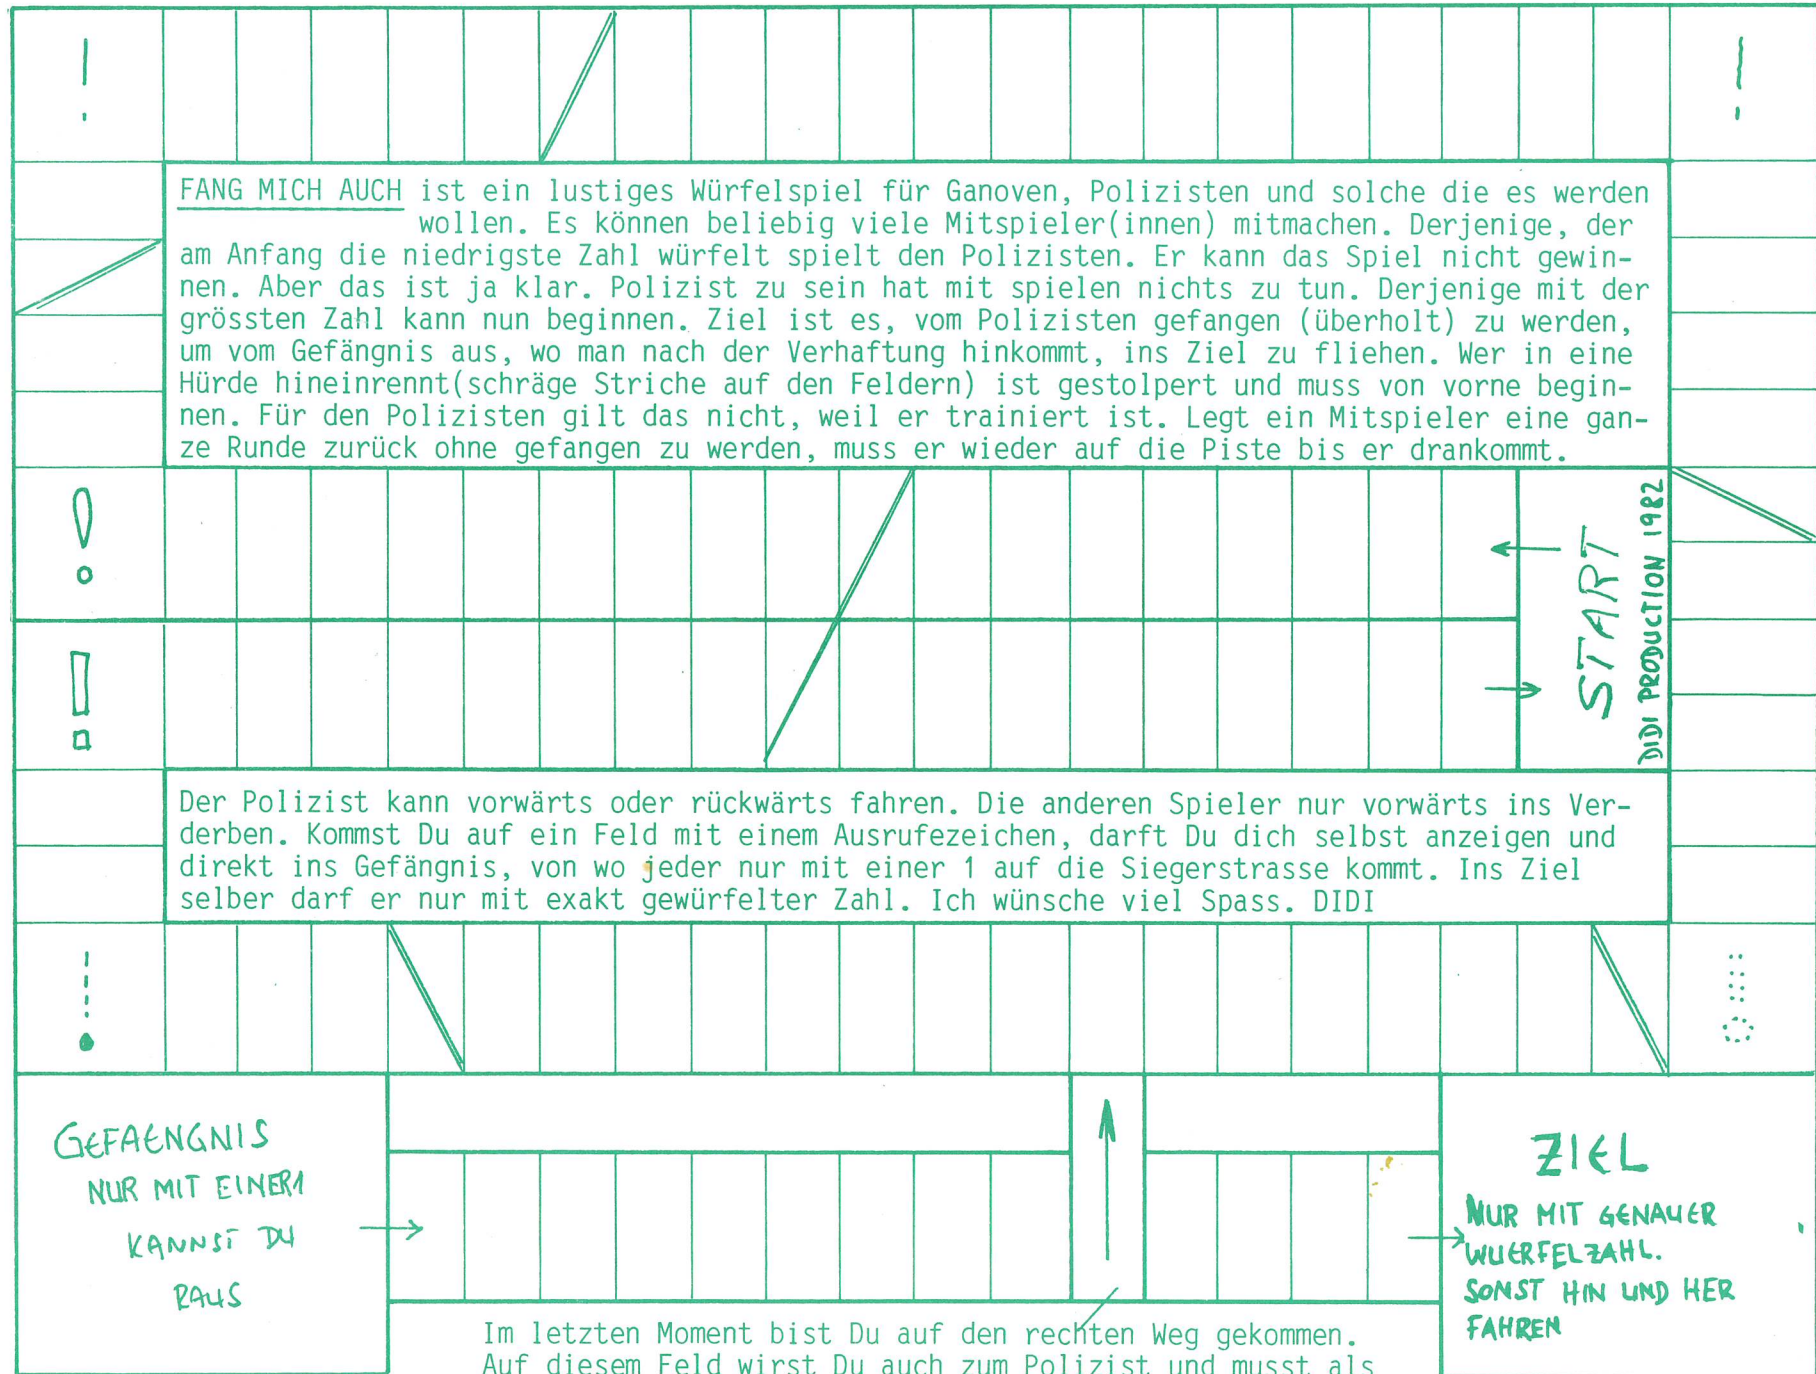 !
!
FANG MICH AUCH ist ein lustiges Würfelspiel für Ganoven, Polizisten und solche die es werden
wollen. Es können beliebig viele Mitspieler(innen) mitmachen. Derjenige, der
am Anfang die niedrigste Zahl würfelt spielt den Polizisten. Er kann das Spiel nicht gewin-
nen. Aber das ist ja klar. Polizist zu sein hat mit spielen nichts zu tun. Derjenige mit der
grössten Zahl kann nun beginnen. Ziel ist es, vom Polizisten gefangen (überholt) zu werden,
um vom Gefängnis aus, wo man nach der Verhaftung hinkommt, ins Ziel zu fliehen. Wer in eine
Hürde hineinrennt(schräge Striche auf den Feldern) ist gestolpert und muss von vorne begin-
nen. Für den Polizisten gilt das nicht, weil er trainiert ist. Legt ein Mitspieler eine gan-
ze Runde zurück ohne gefangen zu werden, muss er wieder auf die Piste bis er drankommt.
!
!
START
DIDI PRODUCTION 1982
Der Polizist kann vorwärts oder rückwärts fahren. Die anderen Spieler nur vorwärts ins Ver-
derben. Kommst Du auf ein Feld mit einem Ausrufezeichen, darft Du dich selbst anzeigen und
direkt ins Gefängnis, von wo jeder nur mit einer 1 auf die Siegerstrasse kommt. Ins Ziel
selber darf er nur mit exakt gewürfelter Zahl. Ich wünsche viel Spass. DIDI
!
!
GEFAENGNIS
NUR MIT EINER 1
KANNST DU
RAUS
ZIEL
NUR MIT GENAUER
WUERFELZAHL.
SONST HIN UND HER
FAHREN
Im letzten Moment bist Du auf den rechten Weg gekommen.
Auf diesem Feld wirst Du auch zum Polizist und musst als